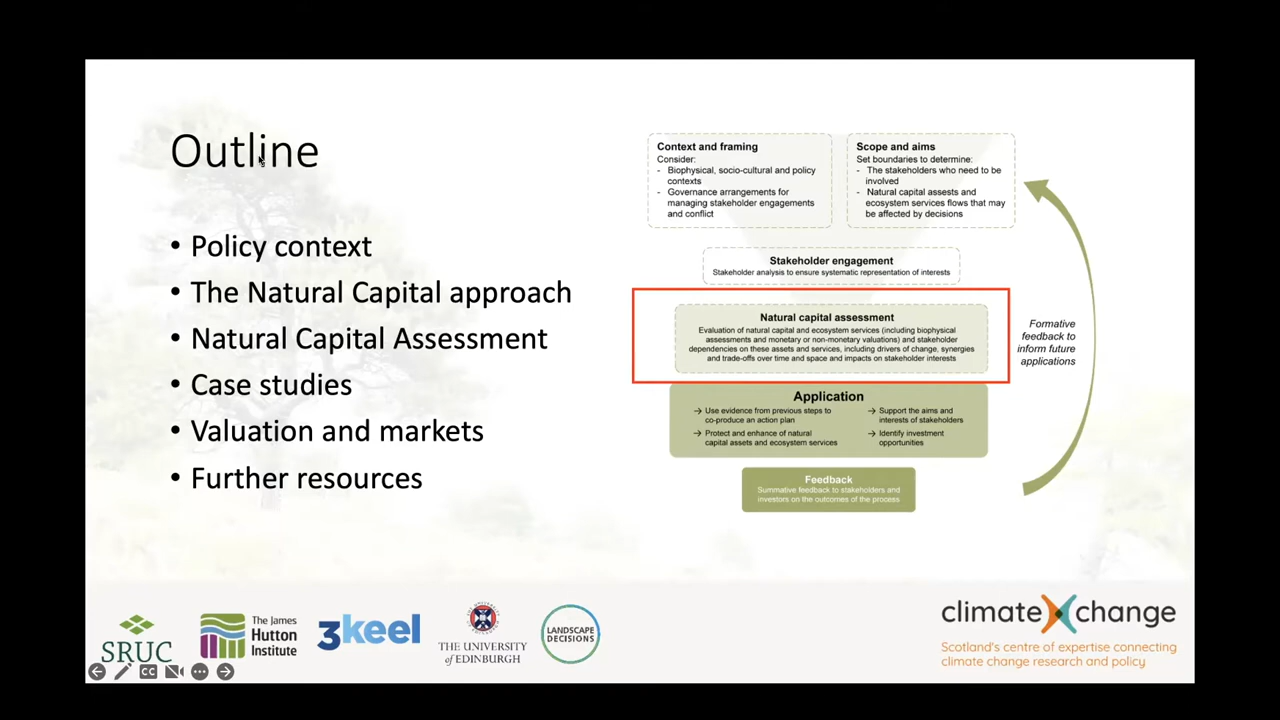 Outline
• Policy context
• The Natural Capital approach
• Natural Capital Assessment
• Case studies
• Valuation and markets
• Further resources
Context and framing
Consider:
- Biophysical, socio-cultural and policy
contexts
- Governance arrangements for
managing stakeholder engagements
and conflict
Scope and aims
Set boundaries to determine:
- The stakeholders who need to be
involved
- Natural capital assests and
ecosystem services flows that may
be affected by decisions
Stakeholder engagement
Stakeholder analysis to ensure systematic representation of interests
Natural capital assessment
Evaluation of natural capital and ecosystem services (including biophysical
assessments and monetary or non-monetary valuations) and stakeholder
dependencies on these assets and services, including drivers of change, synergies
and trade-offs over time and space and impacts on stakeholder interests
Formative
feedback to
inform future
applications
Application
→ Use evidence from previous steps to
co-produce an action plan
→ Protect and enhance of natural
capital assets and ecosystem services
→ Support the aims and
interests of stakeholders
→ Identify investment
opportunities
Feedback
Summative feedback to stakeholders and
investors on the outcomes of the process
SRUC
The James
Hutton
Institute
3keel
THE UNIVERSITY
of EDINBURGH
LANDSCAPE
DECISIONS
climateXchange
Scotland's centre of expertise connecting
climate change research and policy
CC